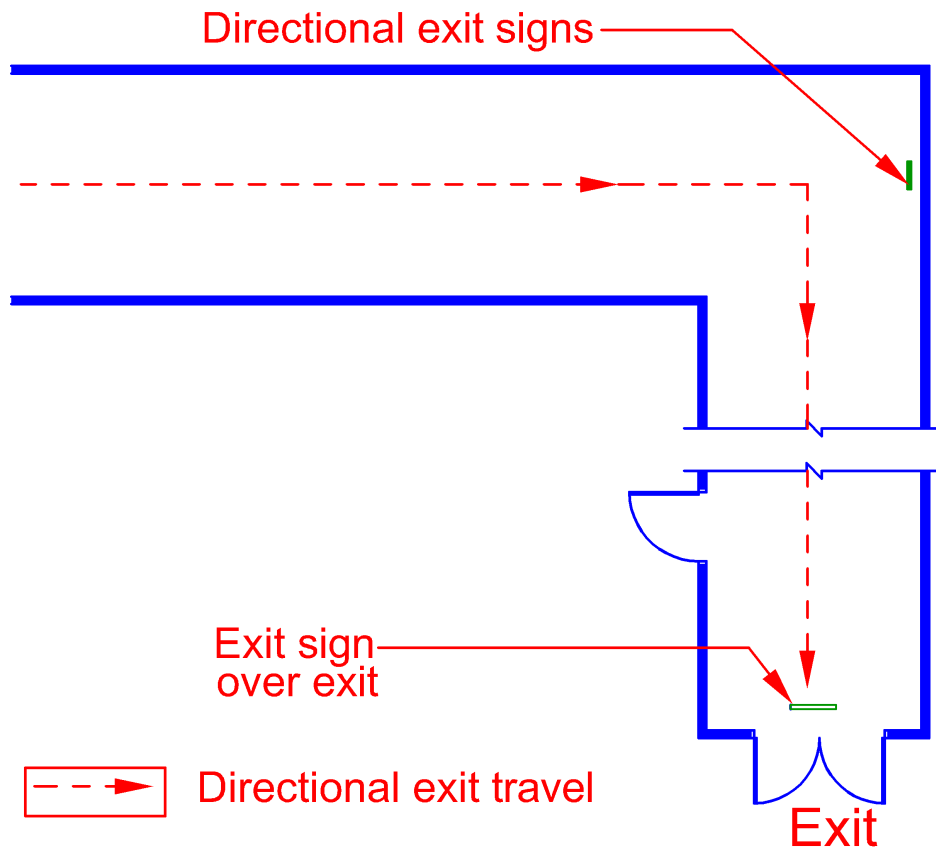 Directional exit signs
Exit sign
over exit
Directional exit travel
Exit